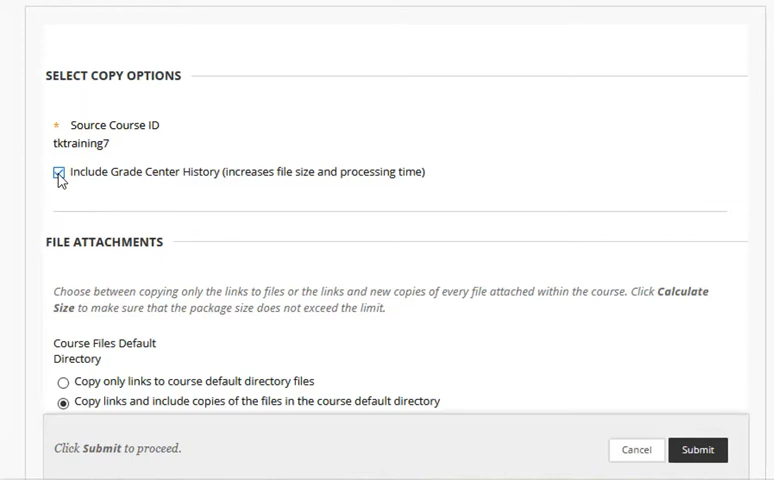 SELECT COPY OPTIONS
* Source Course ID
tktraining7
Include Grade Center History (increases file size and processing time)
FILE ATTACHMENTS
Choose between copying only the links to files or the links and new copies of every file attached within the course. Click Calculate
Size to make sure that the package size does not exceed the limit.
Course Files Default
Directory
Copy only links to course default directory files
Copy links and include copies of the files in the course default directory
Click Submit to proceed.
Cancel
Submit